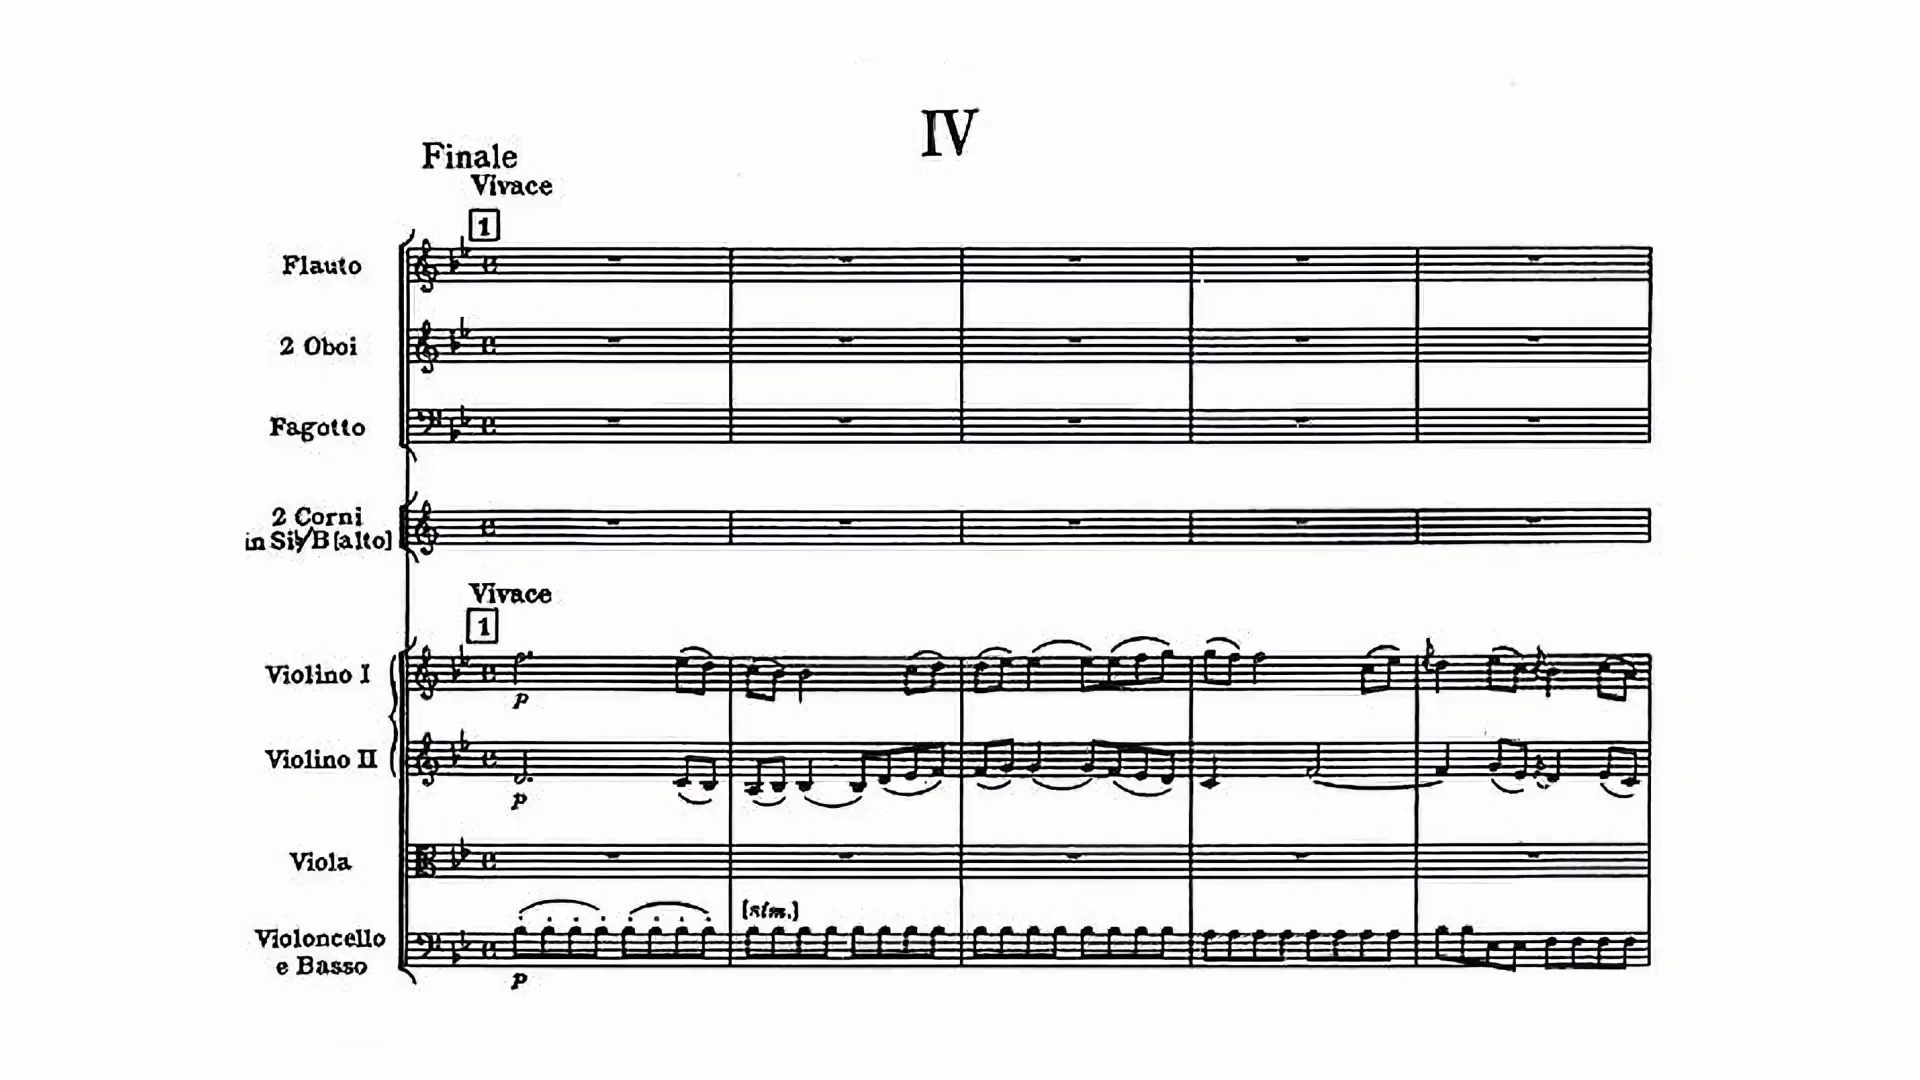 IV
Finale
Vivace
1
Flauto
2 Oboi
Fagotto
2 Corni
in Si♭/B [alto]
Vivace
1
Violino I
p
Violino II
p
Viola
[sim.]
Violoncello
e Basso
p